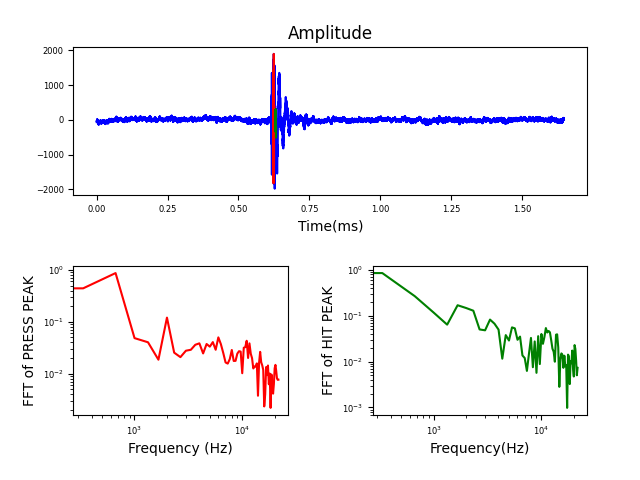 Amplitude
2000
1000
0
−1000
−2000
0.00 0.25 0.50 0.75 1.00 1.25 1.50
Time(ms)
FFT of PRESS PEAK
10⁰
10⁻¹
10⁻²
10³ 10⁴
Frequency (Hz)
FFT of HIT PEAK
10⁰
10⁻¹
10⁻²
10⁻³
10³ 10⁴
Frequency(Hz)